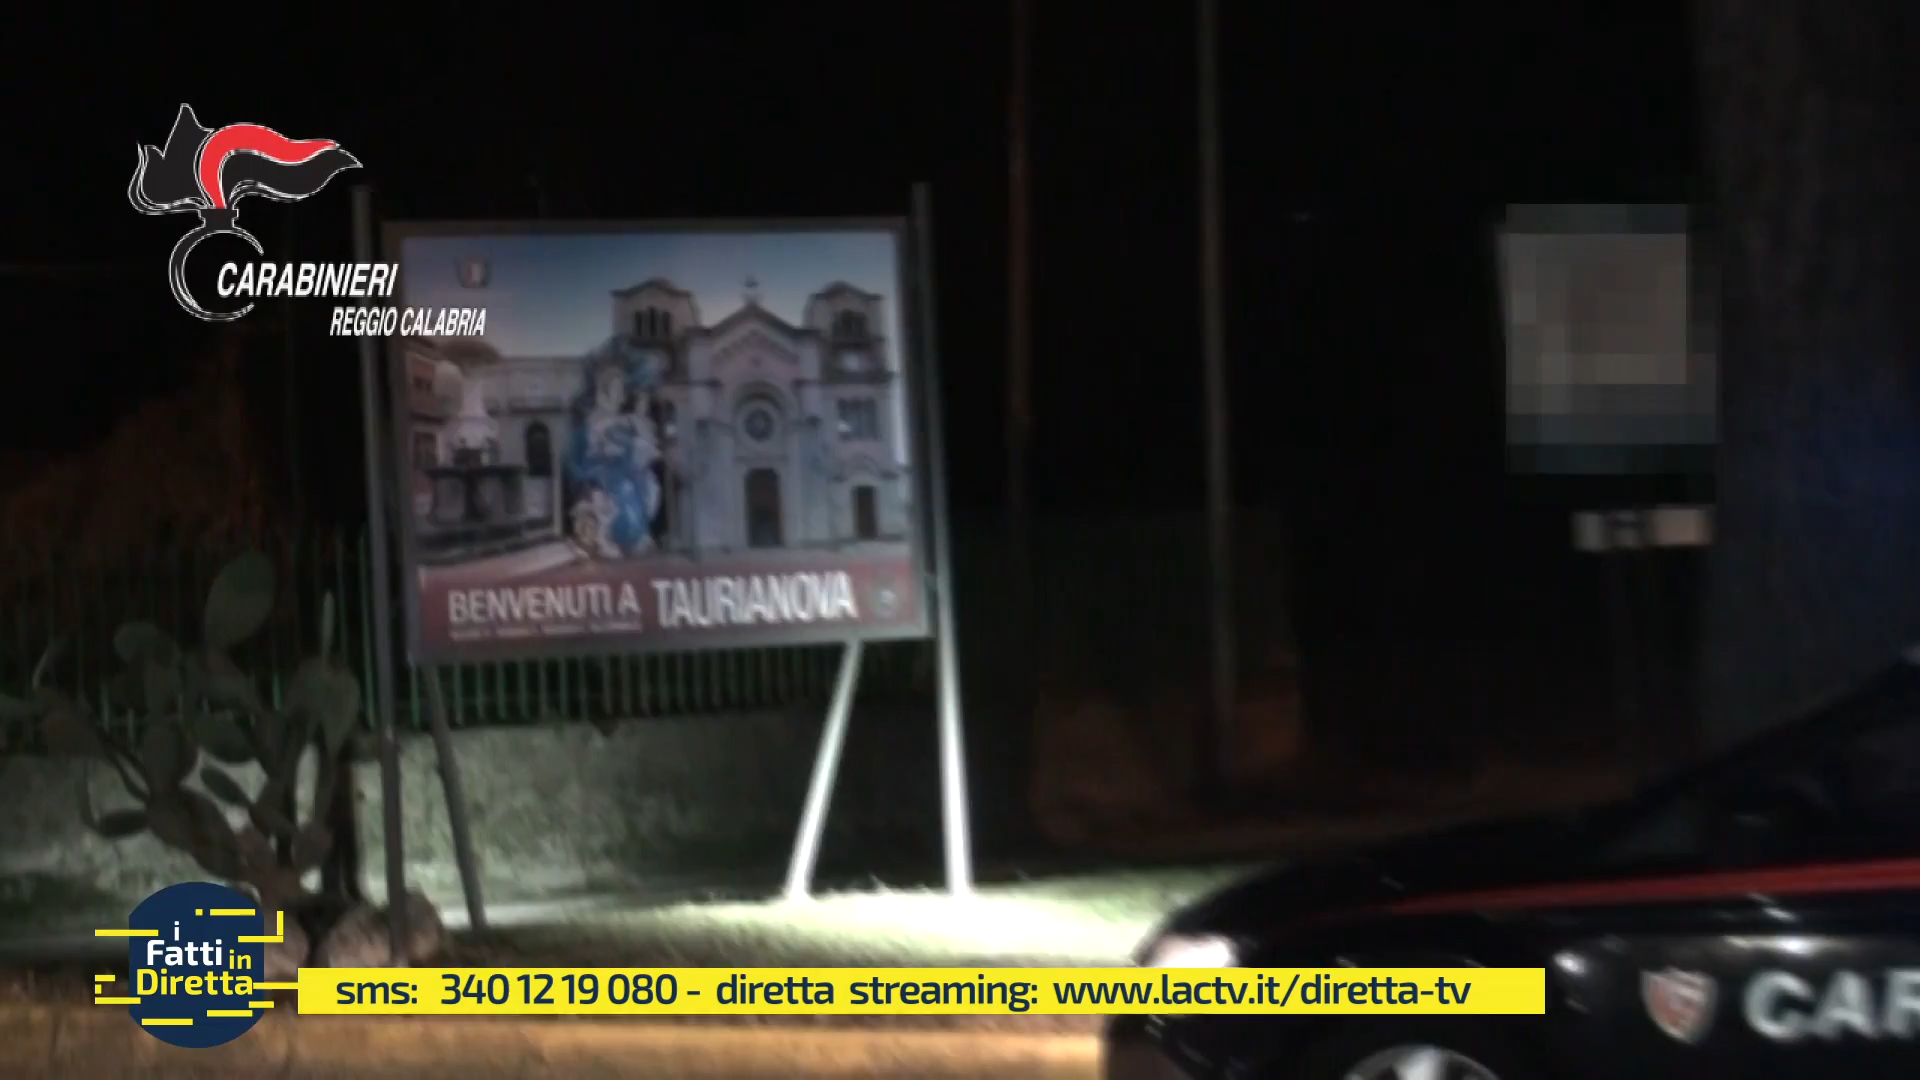 CARABINIERI
REGGIO CALABRIA
BENVENUTI A TAURIANOVA
i
Fatti in
Diretta
sms: 340 12 19 080 - diretta streaming: www.lactv.it/diretta-tv
CAR